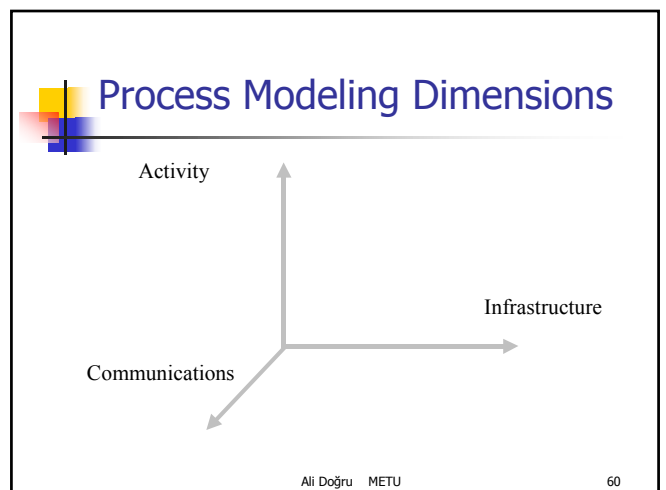 Process Modeling Dimensions
Activity
Infrastructure
Communications
Ali Doğru METU 60